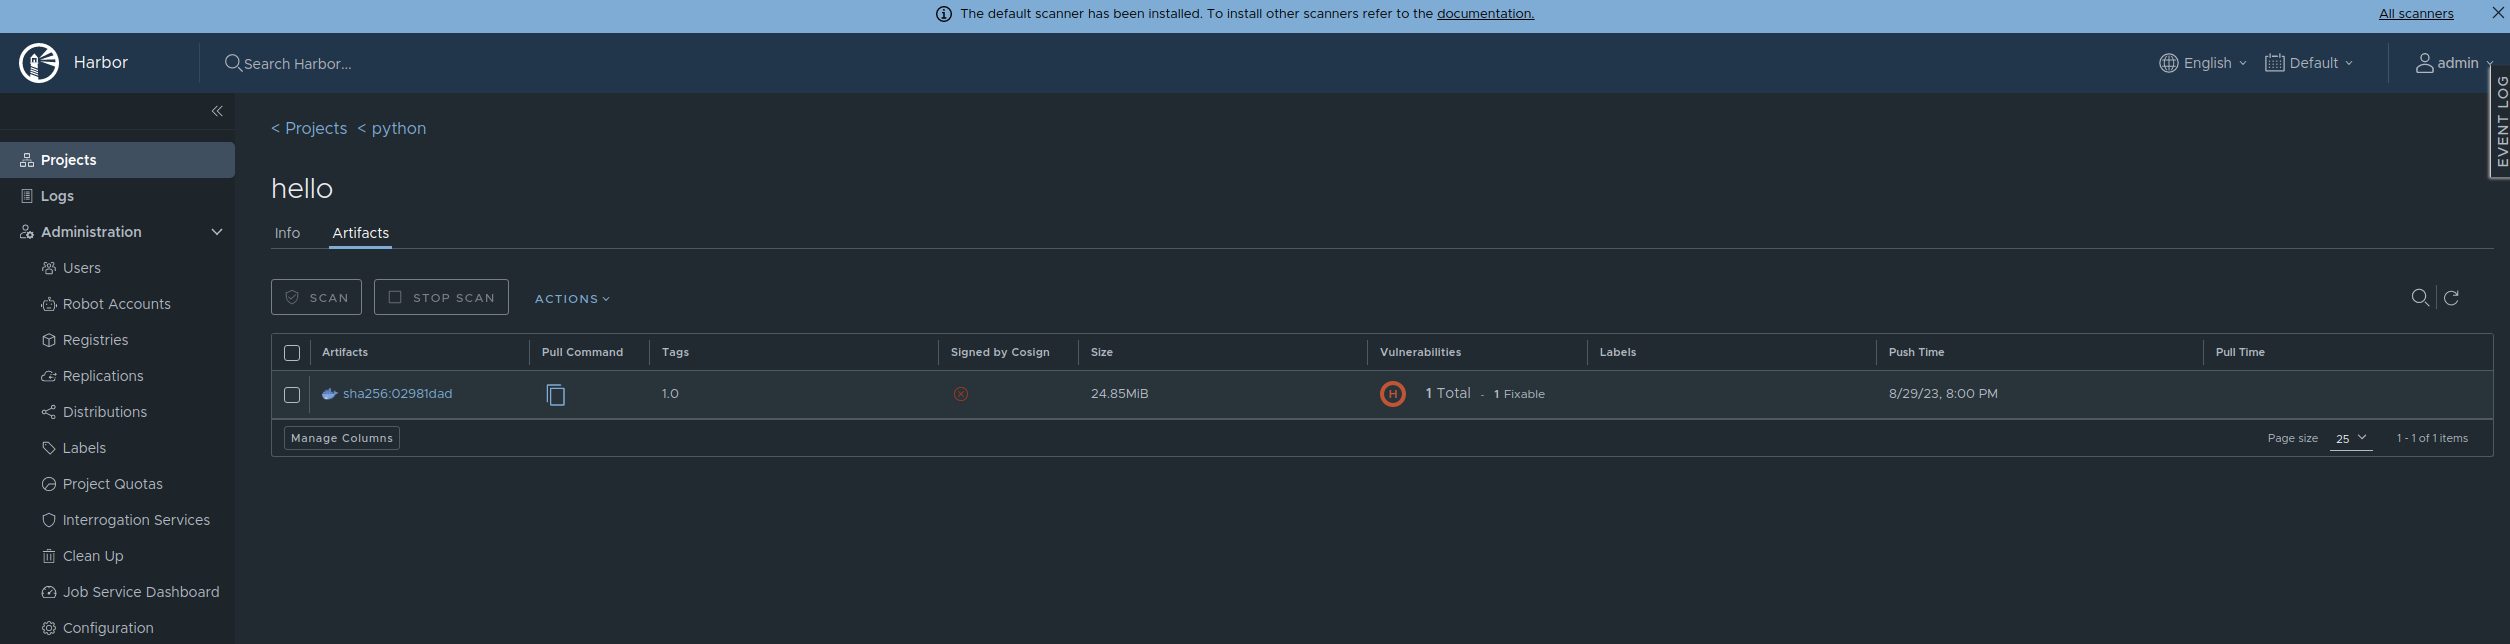 The default scanner has been installed. To install other scanners refer to the documentation.
All scanners
Harbor
Search Harbor...
English
Default
admin
EVENT LOG
< Projects < python
Projects
Logs
Administration
Users
Robot Accounts
Registries
Replications
Distributions
Labels
Project Quotas
Interrogation Services
Clean Up
Job Service Dashboard
Configuration
hello
Info Artifacts
SCAN STOP SCAN ACTIONS
Artifacts Pull Command Tags Signed by Cosign Size Vulnerabilities Labels Push Time Pull Time
sha256:02981dad 1.0 24.85MiB H 1 Total - 1 Fixable 8/29/23, 8:00 PM
Manage Columns Page size 25 1 - 1 of 1 items